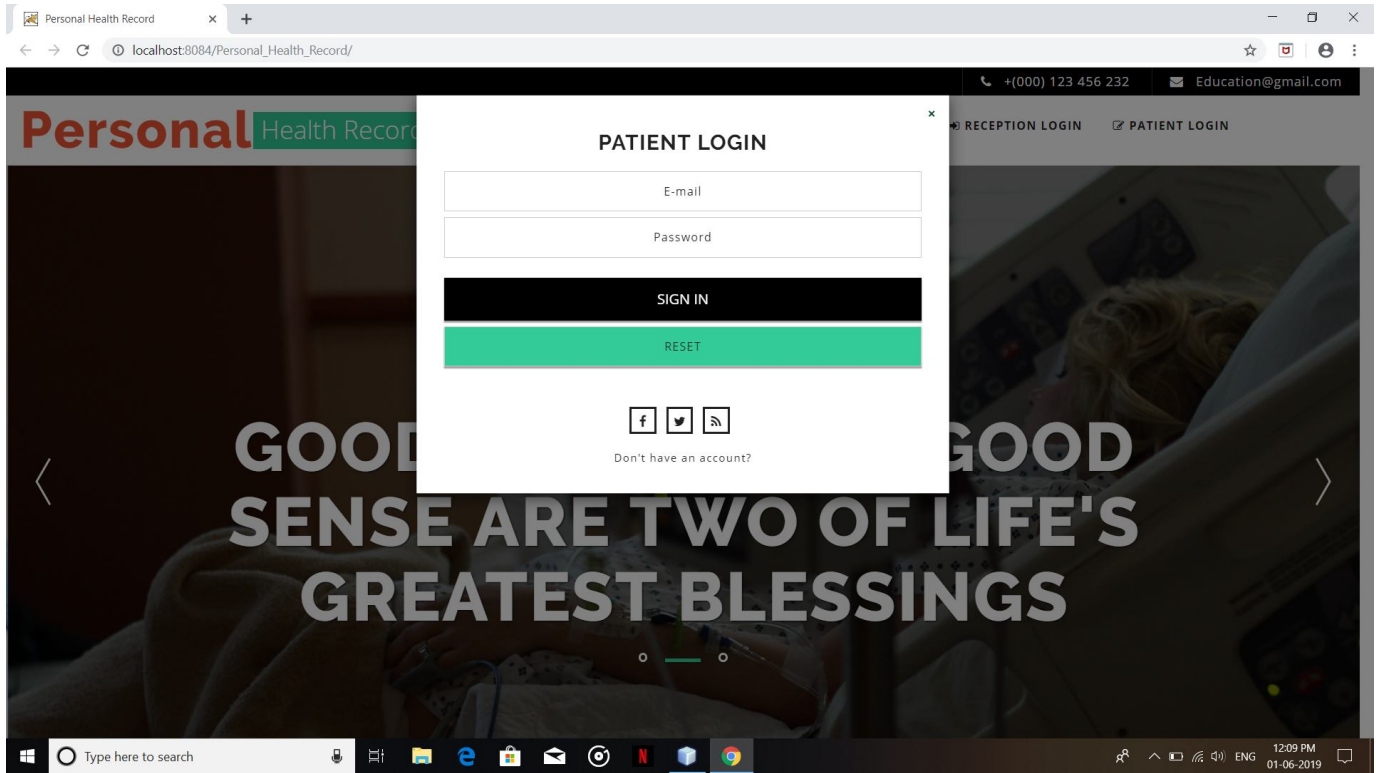 Personal Health Record
localhost:8084/Personal_Health_Record/
+(000) 123 456 232 Education@gmail.com
Personal Health Record
RECEPTION LOGIN PATIENT LOGIN
×
PATIENT LOGIN
E-mail
Password
SIGN IN
RESET
Don't have an account?
GOOD GOOD
SENSE ARE TWO OF LIFE'S
GREATEST BLESSINGS
Type here to search
ENG
12:09 PM
01-06-2019